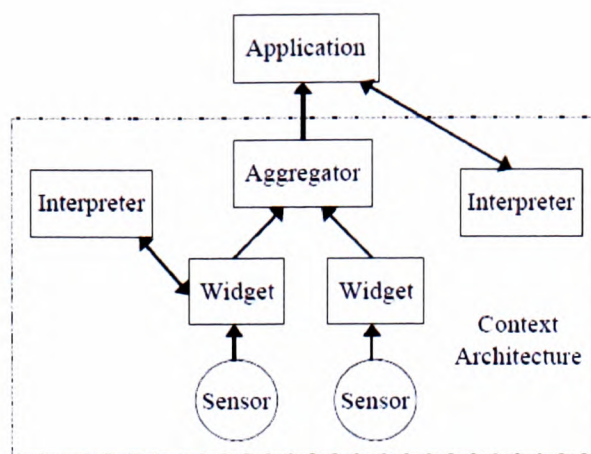 Application
Aggregator
Interpreter
Interpreter
Widget
Widget
Context
Architecture
Sensor
Sensor